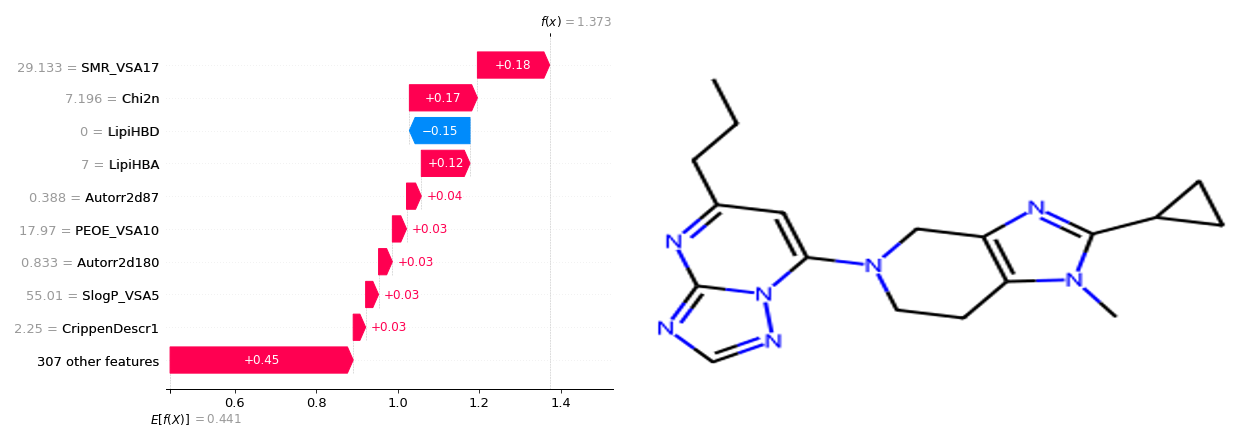 f(x) = 1.373
29.133 = SMR_VSA17
+0.18
7.196 = Chi2n
+0.17
0 = LipiHBD
−0.15
7 = LipiHBA
+0.12
0.388 = Autorr2d87
+0.04
17.97 = PEOE_VSA10
+0.03
0.833 = Autorr2d180
+0.03
55.01 = SlogP_VSA5
+0.03
2.25 = CrippenDescr1
+0.03
307 other features
+0.45
0.6 0.8 1.0 1.2 1.4
E[f(X)] = 0.441
N
N
N
N
N
N
N
N